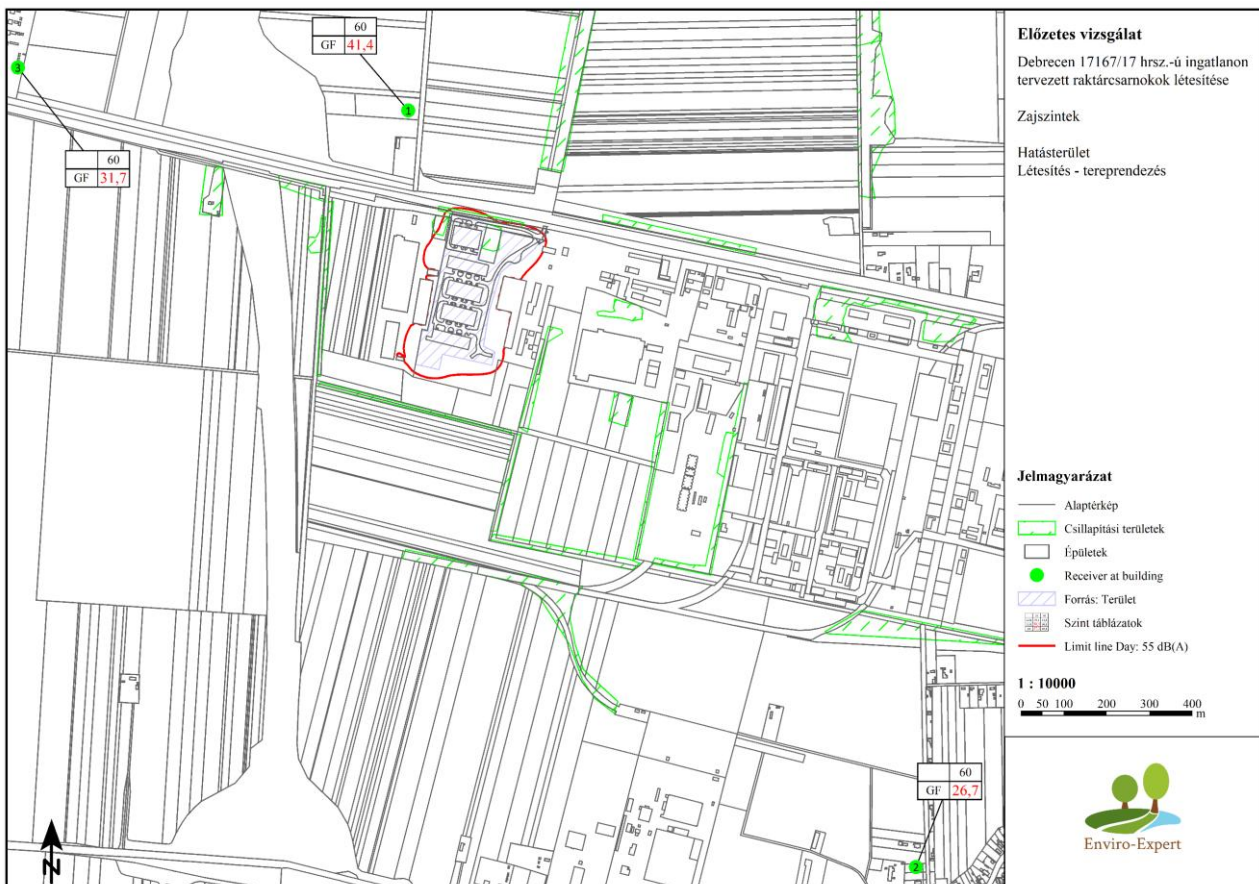 60
GF 41,4
1
3
60
GF 31,7
60
GF 26,7
2
N
Előzetes vizsgálat
Debrecen 17167/17 hrsz.-ú ingatlanon
tervezett raktárcsarnokok létesítése
Zajszintek
Hatásterület
Létesítés - tereprendezés
Jelmagyarázat
Alaptérkép
Csillapítási területek
Épületek
Receiver at building
Forrás: Terület
Szint táblázatok
Limit line Day: 55 dB(A)
1 : 10000
0 50 100 200 300 400
m
Enviro-Expert